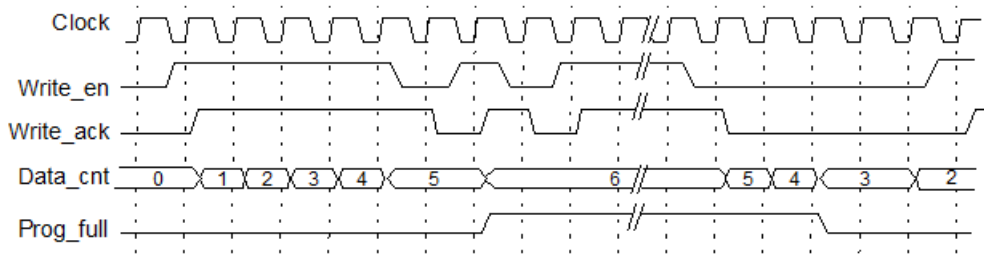 Clock
Write_en
Write_ack
Data_cnt 0 1 2 3 4 5 6 5 4 3 2
Prog_full